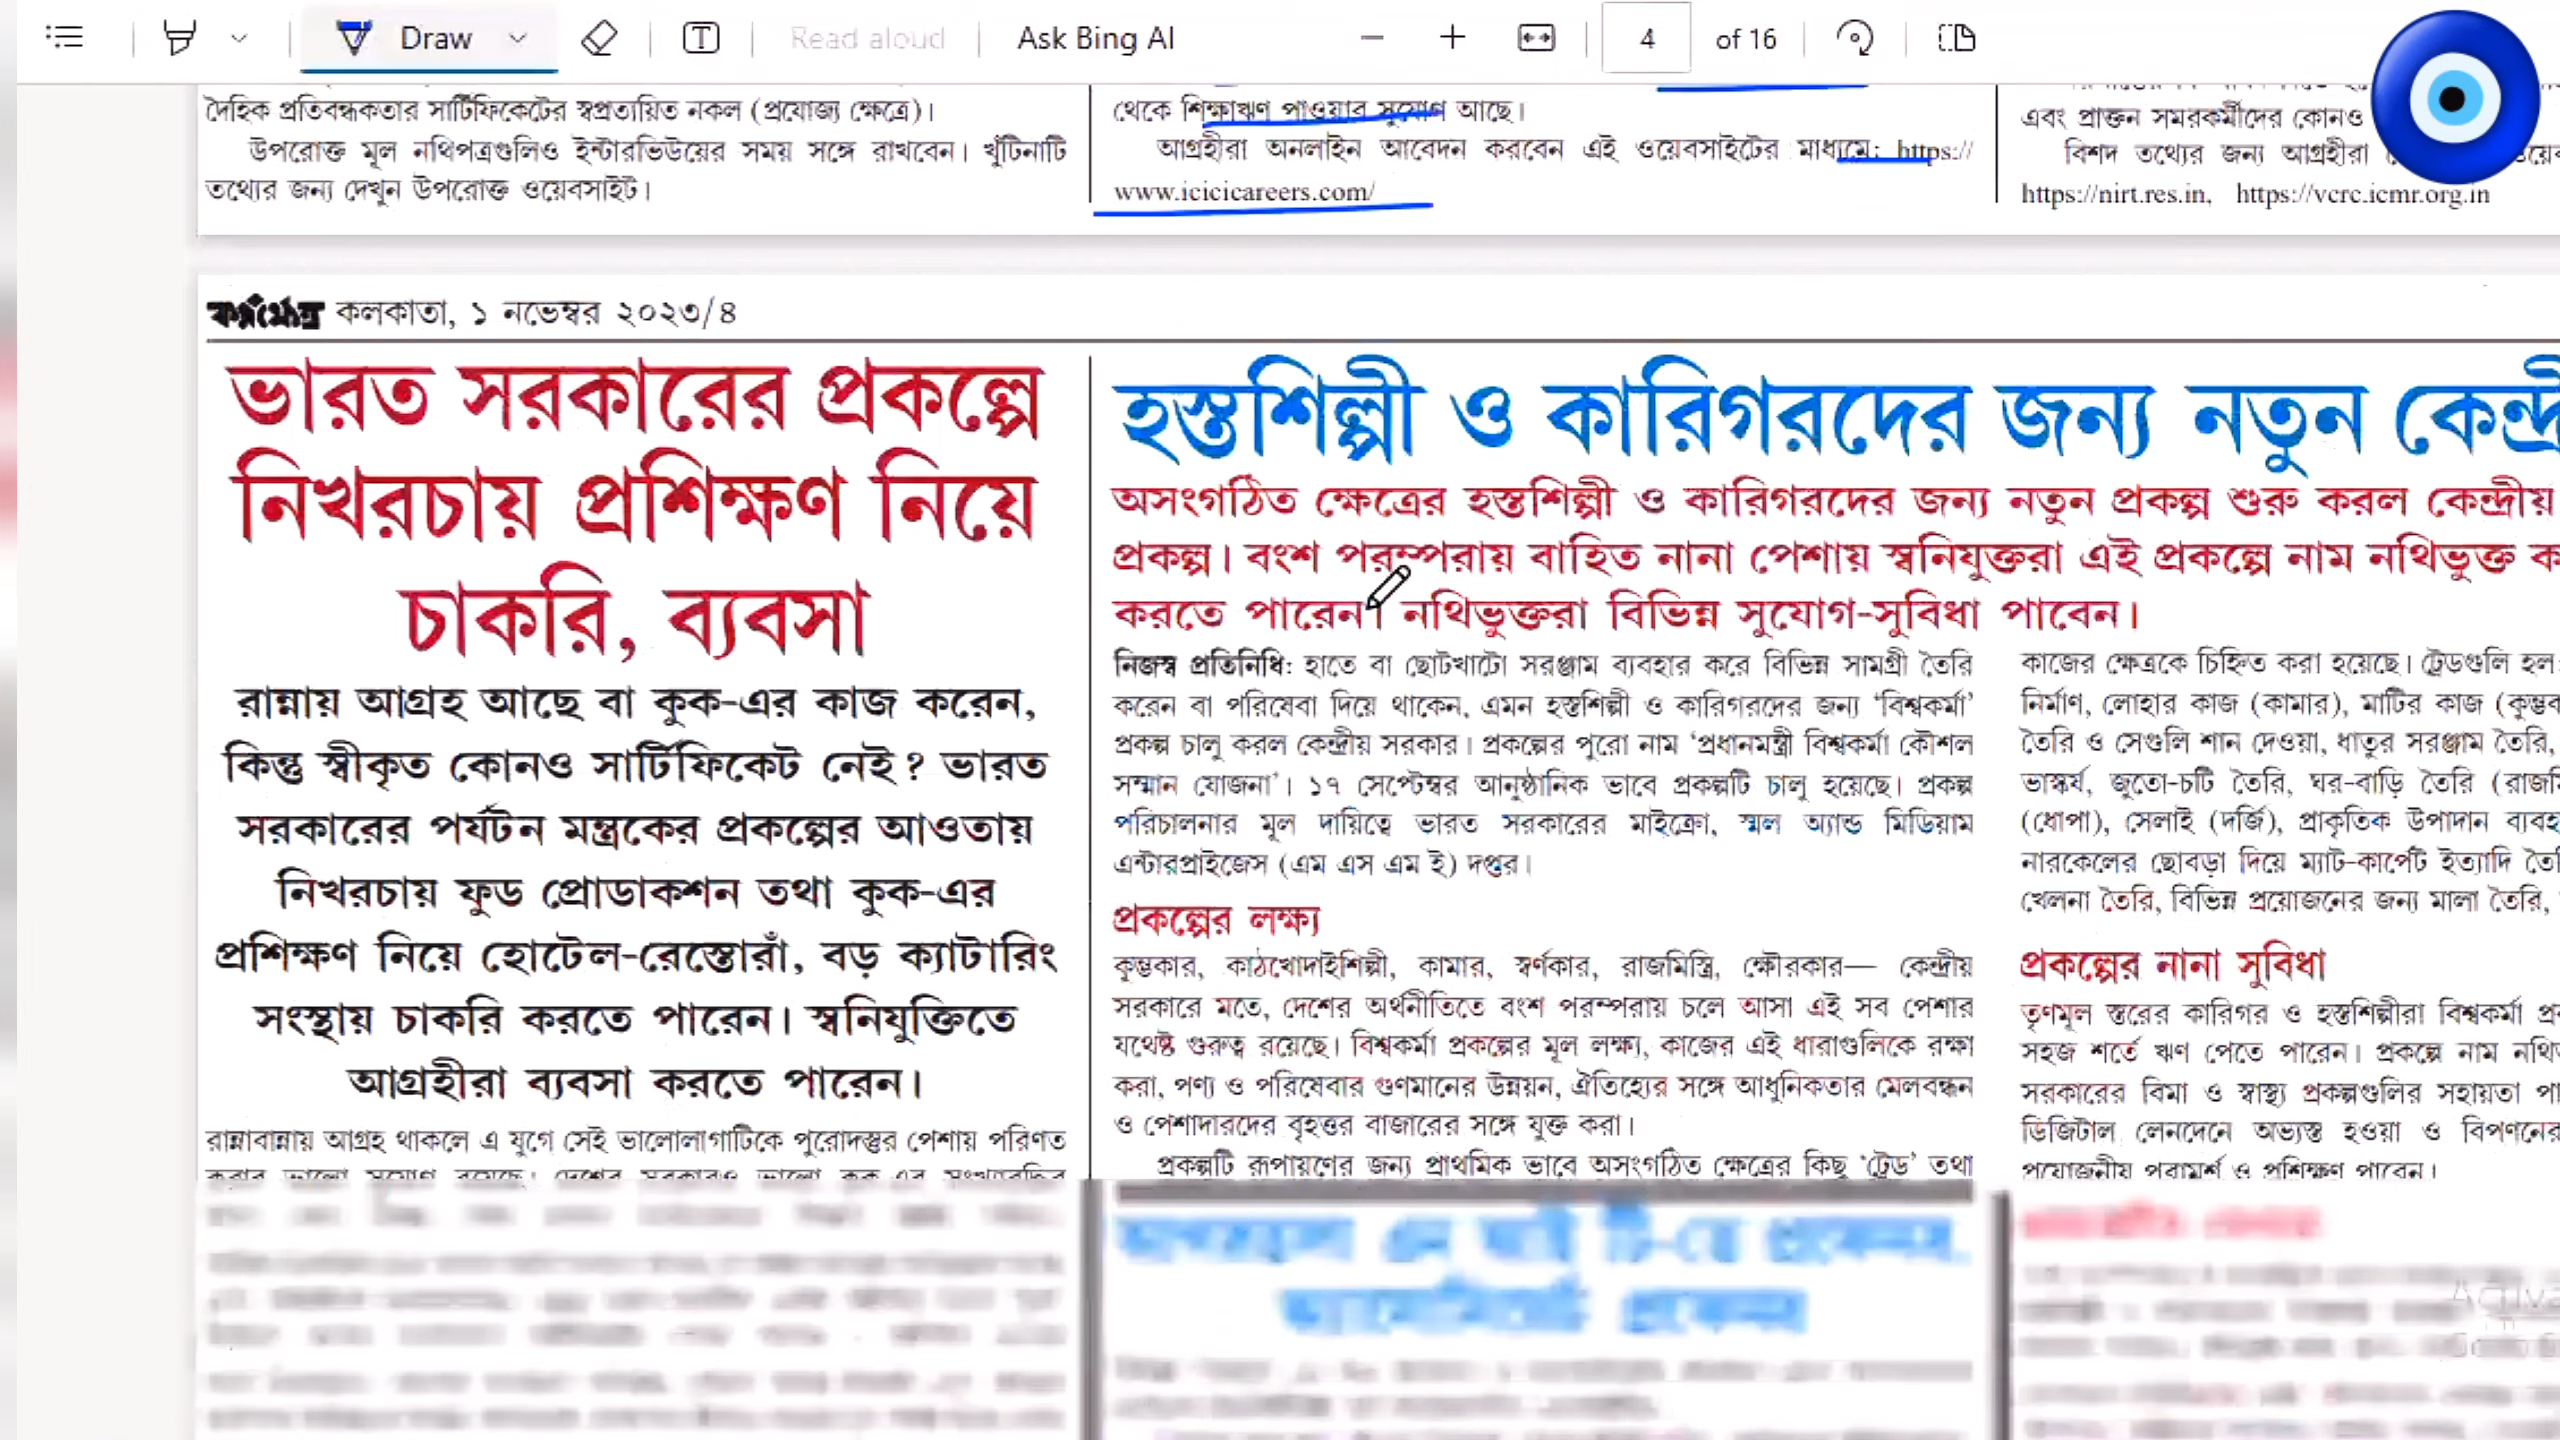 Draw
Read aloud
Ask Bing AI
4
of 16
দৈহিক প্রতিবন্ধকতার সার্টিফিকেটের স্বপ্রত্যয়িত নকল (প্রযোজ্য ক্ষেত্রে)।
উপরোক্ত মূল নথিপত্রগুলিও ইন্টারভিউয়ের সময় সঙ্গে রাখবেন। খুঁটিনাটি
তথ্যের জন্য দেখুন উপরোক্ত ওয়েবসাইট।
থেকে শিক্ষাঋণ পাওয়ার সুযোগ আছে।
আগ্রহীরা অনলাইন আবেদন করবেন এই ওয়েবসাইটের মাধ্যমে: https://
www.icicicareers.com/
এবং প্রাক্তন সমরকর্মীদের কোনও
বিশদ তথ্যের জন্য আগ্রহীরা
https://nirt.res.in, https://vcrc.icmr.org.in
কর্মক্ষেত্র কলকাতা, ১ নভেম্বর ২০২৩/৪
ভারত সরকারের প্রকল্পে
নিখরচায় প্রশিক্ষণ নিয়ে
চাকরি, ব্যবসা
রান্নায় আগ্রহ আছে বা কুক-এর কাজ করেন,
কিন্তু স্বীকৃত কোনও সার্টিফিকেট নেই? ভারত
সরকারের পর্যটন মন্ত্রকের প্রকল্পের আওতায়
নিখরচায় ফুড প্রোডাকশন তথা কুক-এর
প্রশিক্ষণ নিয়ে হোটেল-রেস্তোরাঁ, বড় ক্যাটারিং
সংস্থায় চাকরি করতে পারেন। স্বনিযুক্তিতে
আগ্রহীরা ব্যবসা করতে পারেন।
রান্নাবান্নায় আগ্রহ থাকলে এ যুগে সেই ভালোলাগাটিকে পুরোদস্তুর পেশায় পরিণত
হস্তশিল্পী ও কারিগরদের জন্য নতুন
অসংগঠিত ক্ষেত্রের হস্তশিল্পী ও কারিগরদের জন্য নতুন প্রকল্প শুরু করল কেন্দ্রীয়
প্রকল্প। বংশ পরম্পরায় বাহিত নানা পেশায় স্বনিযুক্তরা এই প্রকল্পে নাম নথিভুক্ত
করতে পারেন। নথিভুক্তরা বিভিন্ন সুযোগ-সুবিধা পাবেন।
নিজস্ব প্রতিনিধি: হাতে বা ছোটখাটো সরঞ্জাম ব্যবহার করে বিভিন্ন সামগ্রী তৈরি
করেন বা পরিষেবা দিয়ে থাকেন, এমন হস্তশিল্পী ও কারিগরদের জন্য ‘বিশ্বকর্মা’
প্রকল্প চালু করল কেন্দ্রীয় সরকার। প্রকল্পের পুরো নাম ‘প্রধানমন্ত্রী বিশ্বকর্মা কৌশল
সম্মান যোজনা’। ১৭ সেপ্টেম্বর আনুষ্ঠানিক ভাবে প্রকল্পটি চালু হয়েছে। প্রকল্প
পরিচালনার মূল দায়িত্বে ভারত সরকারের মাইক্রো, স্মল অ্যান্ড মিডিয়াম
এন্টারপ্রাইজেস (এম এস এম ই) দপ্তর।
প্রকল্পের লক্ষ্য
কুম্ভকার, কাঠখোদাইশিল্পী, কামার, স্বর্ণকার, রাজমিস্ত্রি, ক্ষৌরকার— কেন্দ্রীয়
সরকারে মতে, দেশের অর্থনীতিতে বংশ পরম্পরায় চলে আসা এই সব পেশার
যথেষ্ট গুরুত্ব রয়েছে। বিশ্বকর্মা প্রকল্পের মূল লক্ষ্য, কাজের এই ধারাগুলিকে রক্ষা
করা, পণ্য ও পরিষেবার গুণমানের উন্নয়ন, ঐতিহ্যের সঙ্গে আধুনিকতার মেলবন্ধন
ও পেশাদারদের বৃহত্তর বাজারের সঙ্গে যুক্ত করা।
প্রকল্পটি রূপায়ণের জন্য প্রাথমিক ভাবে অসংগঠিত ক্ষেত্রের কিছু ‘ট্রেড’ তথা
কাজের ক্ষেত্রকে চিহ্নিত করা হয়েছে। ট্রেডগুলি হল
নির্মাণ, লোহার কাজ (কামার), মাটির কাজ
তৈরি ও সেগুলি শান দেওয়া, ধাতুর সরঞ্জাম তৈরি,
ভাস্কর্য, জুতো-চটি তৈরি, ঘর-বাড়ি তৈরি
(ধোপা), সেলাই (দর্জি), প্রাকৃতিক উপাদান
নারকেলের ছোবড়া দিয়ে ম্যাট-কার্পেট ইত্যাদি
খেলনা তৈরি, বিভিন্ন প্রয়োজনের জন্য মালা তৈরি,
প্রকল্পের নানা সুবিধা
তৃণমূল স্তরের কারিগর ও হস্তশিল্পীরা বিশ্বকর্মা
সহজ শর্তে ঋণ পেতে পারেন। প্রকল্পে নাম
সরকারের বিমা ও স্বাস্থ্য প্রকল্পগুলির সহায়তা
ডিজিটাল লেনদেনে অভ্যস্ত হওয়া ও বিপণনের
প্রয়োজনীয় পরামর্শ ও প্রশিক্ষণ পাবেন।